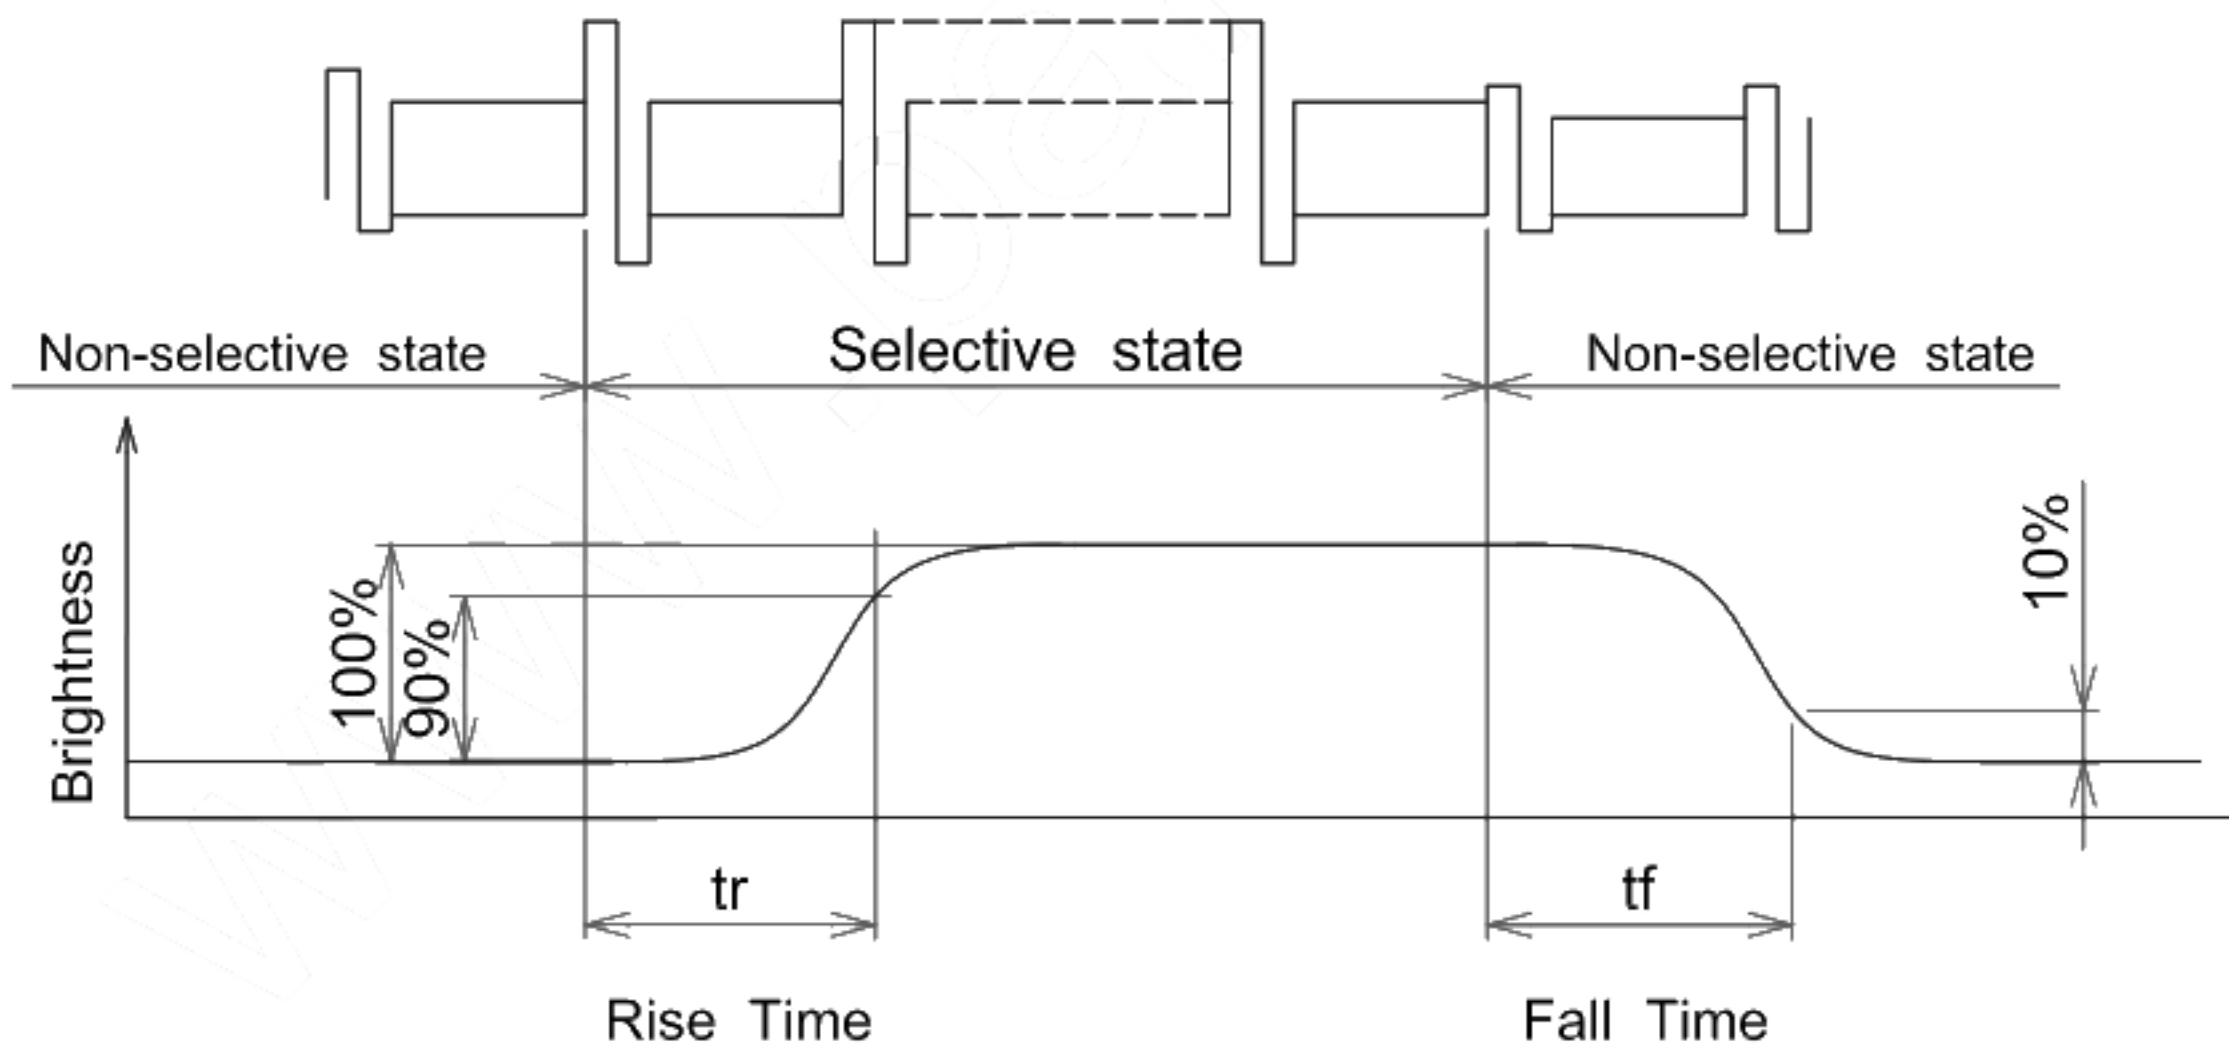 Non-selective state
Selective state
Non-selective state
Brightness
100%
90%
10%
tr
tf
Rise Time
Fall Time